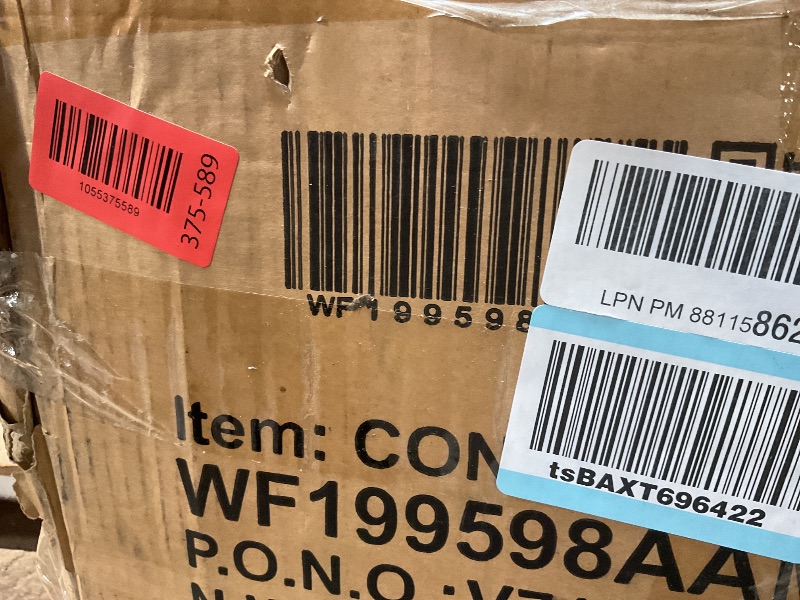 1055375589
375-589
WF199598
LPN PM 88115862
tsBAXT696422
Item: CON
WF199598AA
P.O.N.O.: